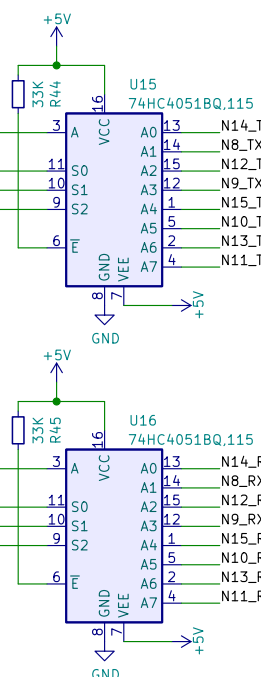 +5V
33K
R44
U15
74HC4051BQ,115
16
VCC
3 A A0 13 N14_T
A1 14 N8_TX
11 S0 A2 15 N12_T
10 S1 A3 12 N9_TX
9 S2 A4 1 N15_T
A5 5 N10_T
6 E A6 2 N13_T
A7 4 N11_T
GND VEE
8 7
+5V
GND
+5V
33K
R45
U16
74HC4051BQ,115
16
VCC
3 A A0 13 N14_R
A1 14 N8_RX
11 S0 A2 15 N12_R
10 S1 A3 12 N9_RX
9 S2 A4 1 N15_R
A5 5 N10_R
6 E A6 2 N13_R
A7 4 N11_R
GND VEE
8 7
+5V
GND